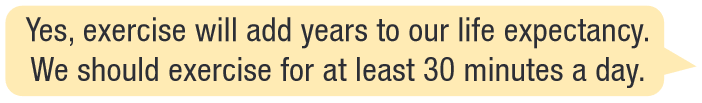 Yes, exercise will add years to our life expectancy.
We should exercise for at least 30 minutes a day.